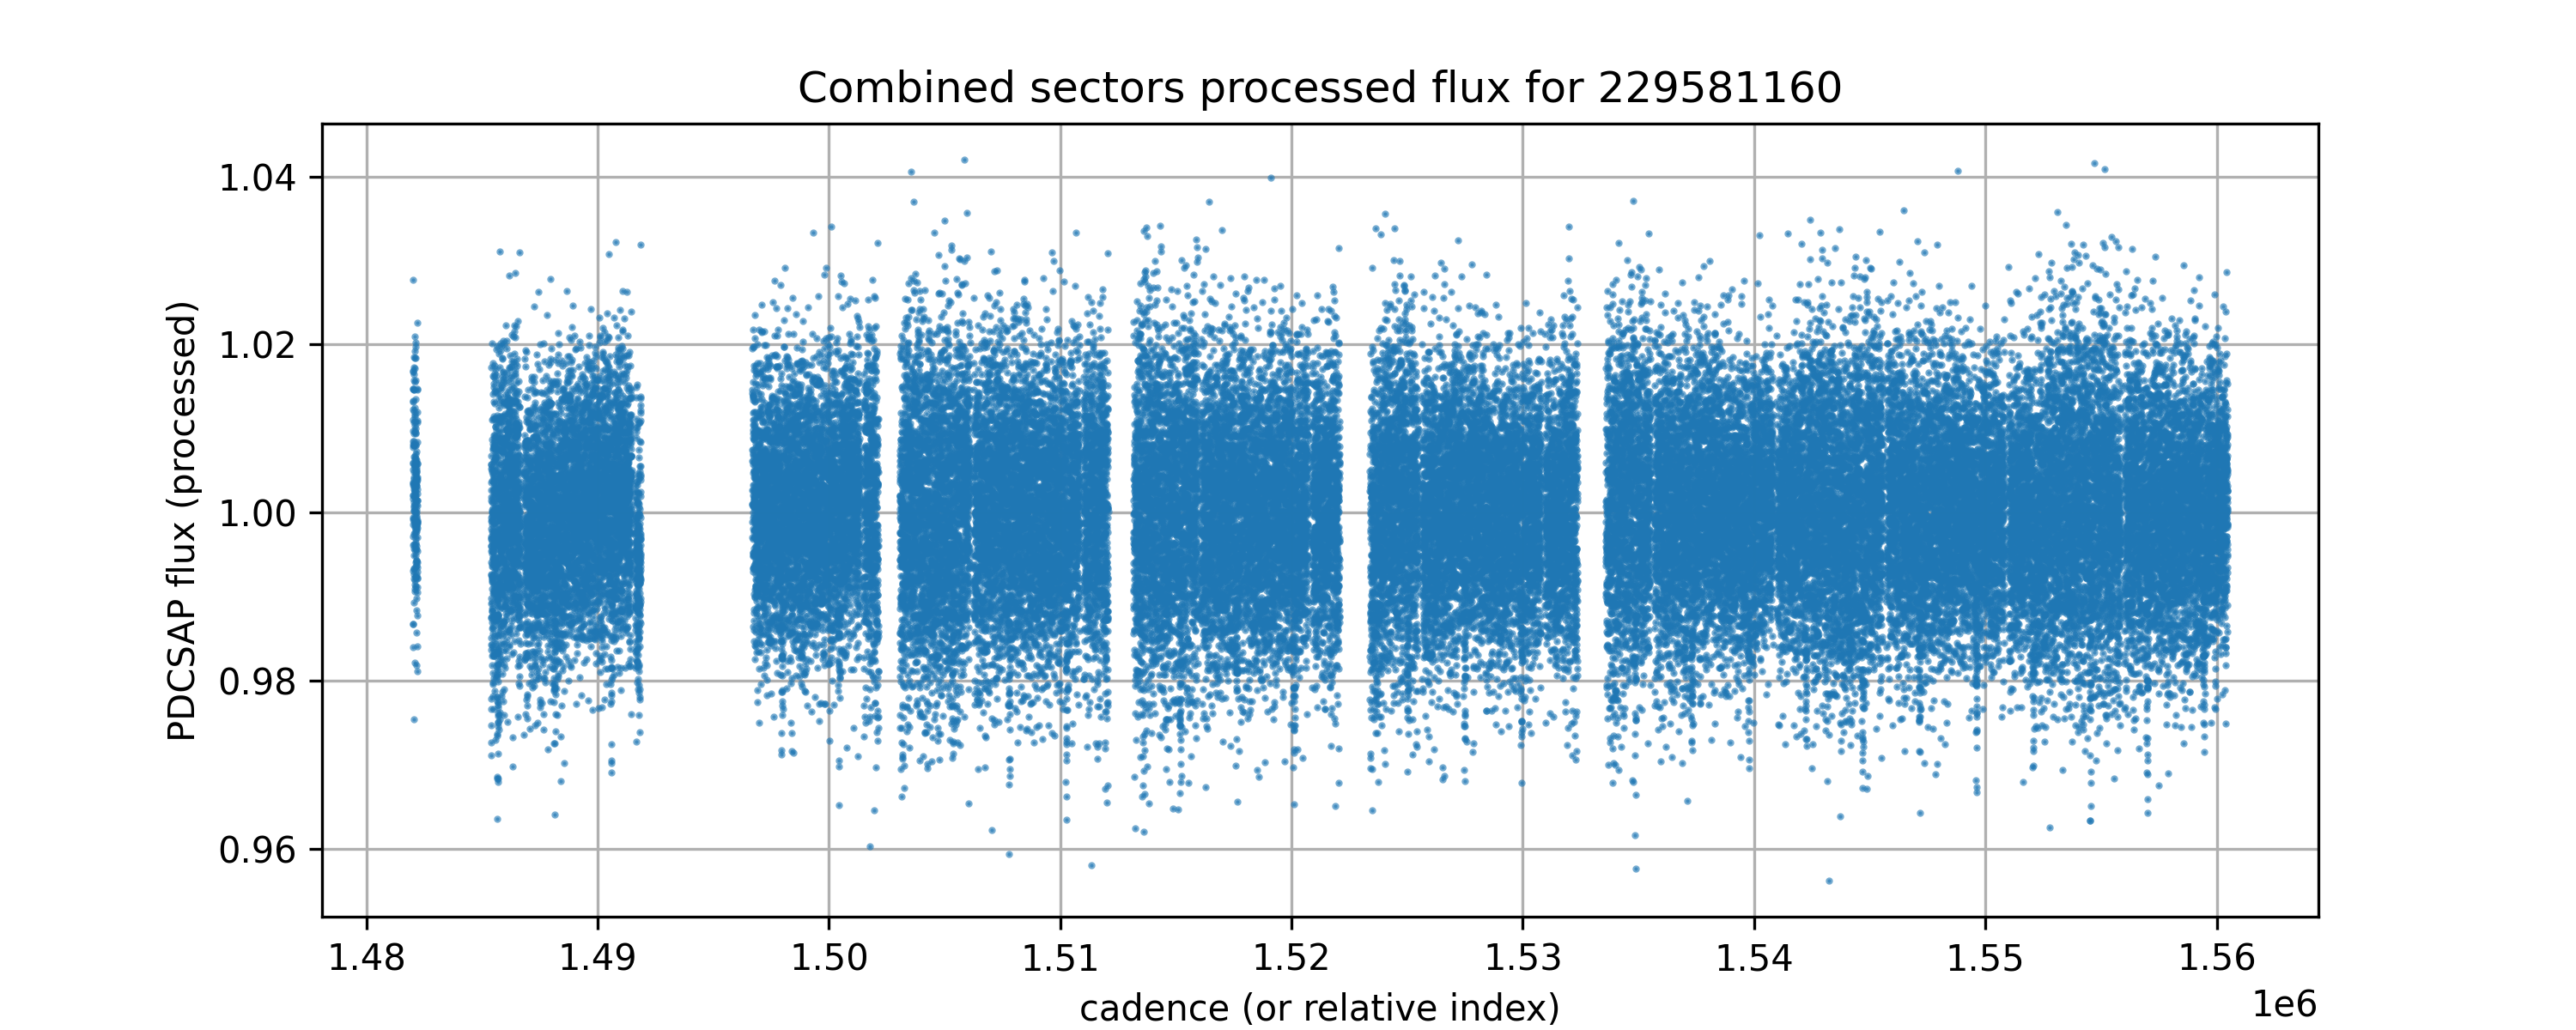 Combined sectors processed flux for 229581160
PDCSAP flux (processed)
1.04
1.02
1.00
0.98
0.96
1.48 1.49 1.50 1.51 1.52 1.53 1.54 1.55 1.56
cadence (or relative index)
1e6